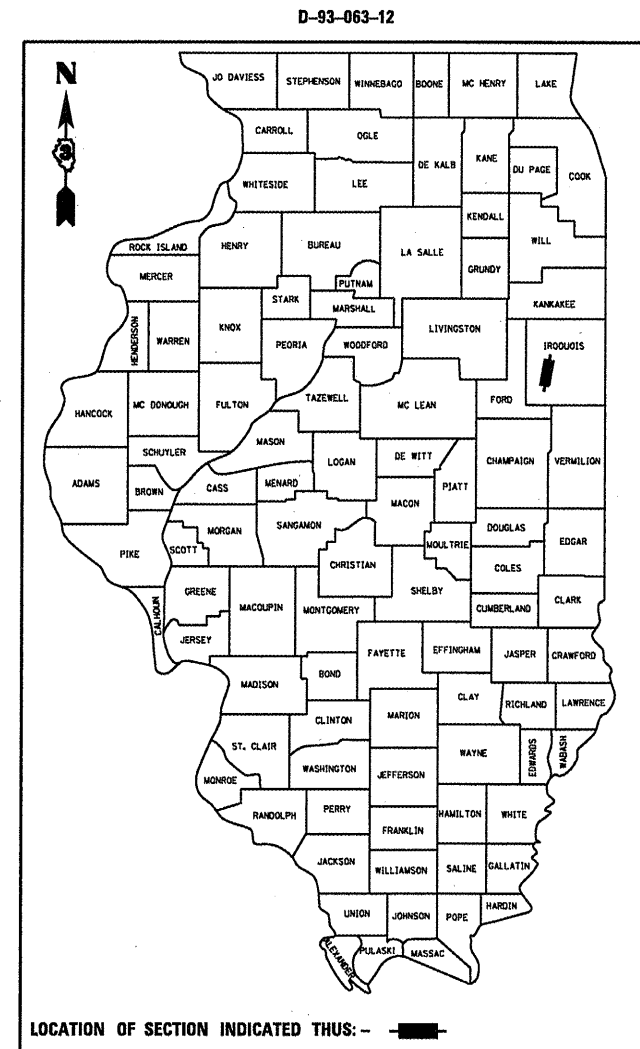 D-93-063-12
N
JO DAVIESS STEPHENSON WINNEBAGO BOONE MC HENRY LAKE
CARROLL OGLE DE KALB KANE DU PAGE COOK
WHITESIDE LEE
KENDALL
ROCK ISLAND HENRY BUREAU LA SALLE WILL
MERCER PUTNAM GRUNDY
STARK MARSHALL KANKAKEE
HENDERSON WARREN KNOX PEORIA WOODFORD LIVINGSTON IROQUOIS
HANCOCK MC DONOUGH FULTON TAZEWELL MC LEAN FORD
SCHUYLER MASON
ADAMS BROWN CASS MENARD LOGAN DE WITT PIATT CHAMPAIGN VERMILION
MACON
PIKE SCOTT MORGAN SANGAMON CHRISTIAN MOULTRIE DOUGLAS EDGAR
COLES
CALHOUN GREENE MACOUPIN MONTGOMERY SHELBY CUMBERLAND CLARK
JERSEY
MADISON BOND FAYETTE EFFINGHAM JASPER CRAWFORD
CLINTON MARION CLAY RICHLAND LAWRENCE
ST. CLAIR WASHINGTON JEFFERSON WAYNE EDWARDS WABASH
MONROE
RANDOLPH PERRY FRANKLIN HAMILTON WHITE
JACKSON WILLIAMSON SALINE GALLATIN
UNION JOHNSON POPE HARDIN
ALEXANDER PULASKI MASSAC
LOCATION OF SECTION INDICATED THUS: -